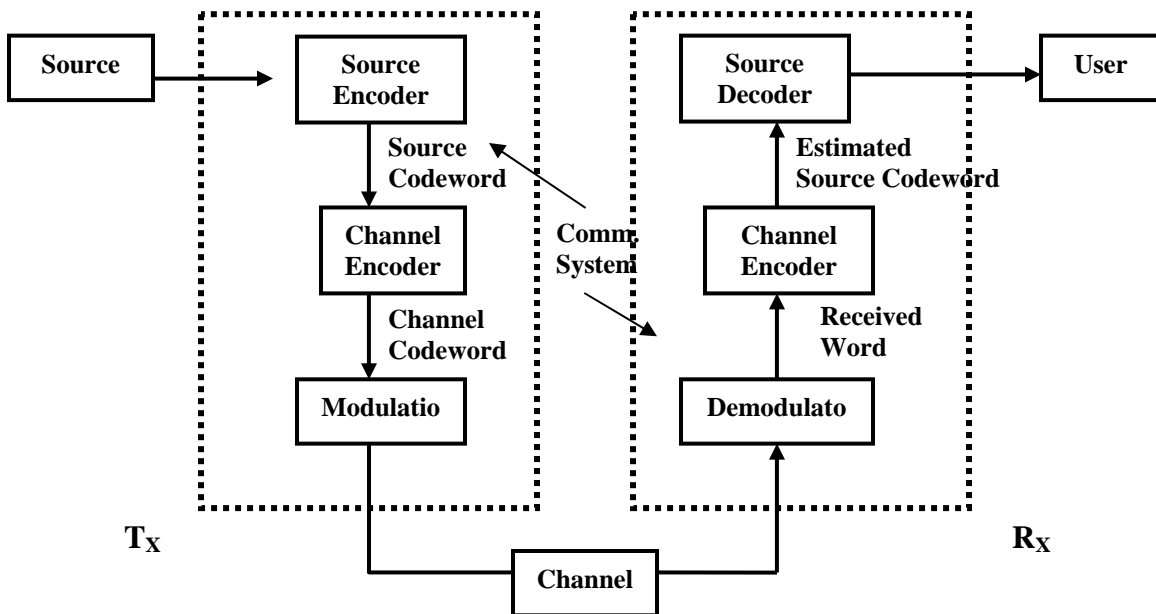 Source
Source
Encoder
Source
Codeword
Channel
Encoder
Channel
Codeword
Modulatio
Comm.
System
Source
Decoder
User
Estimated
Source Codeword
Channel
Encoder
Received
Word
Demodulato
TX
RX
Channel